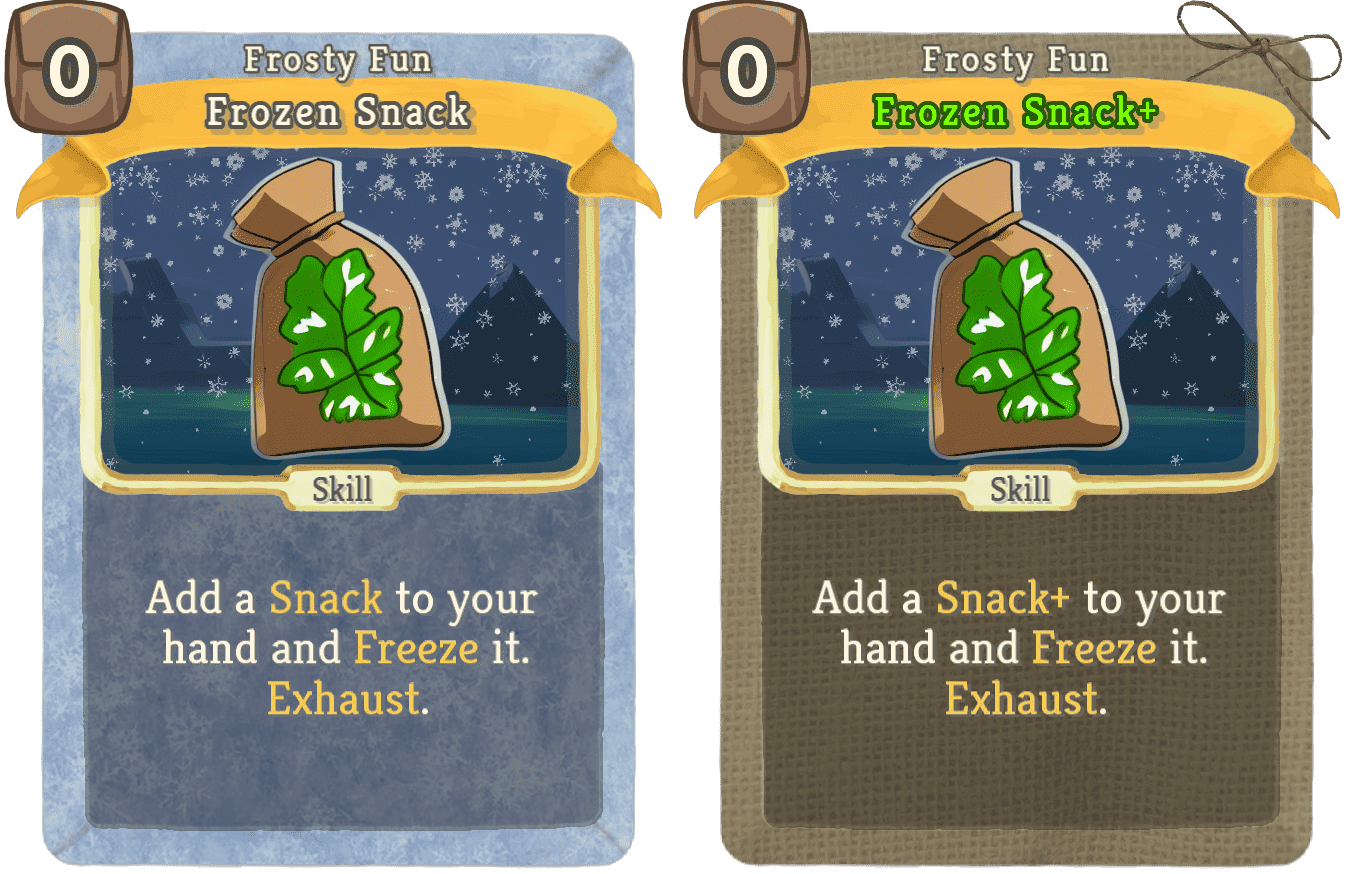 0
Frosty Fun
Frozen Snack
Skill
Add a Snack to your
hand and Freeze it.
Exhaust.
0
Frosty Fun
Frozen Snack+
Skill
Add a Snack+ to your
hand and Freeze it.
Exhaust.